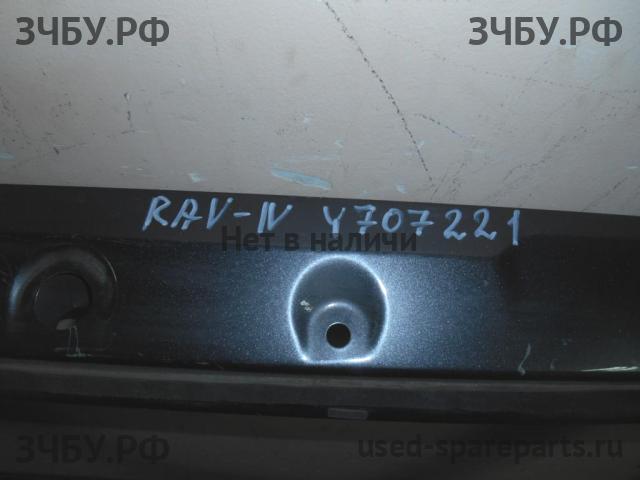 ЗЧБУ.РФ ЗЧБУ.РФ
RAV-IV Y707221
Нет в наличи
ЗЧБУ.РФ used-spareparts.ru